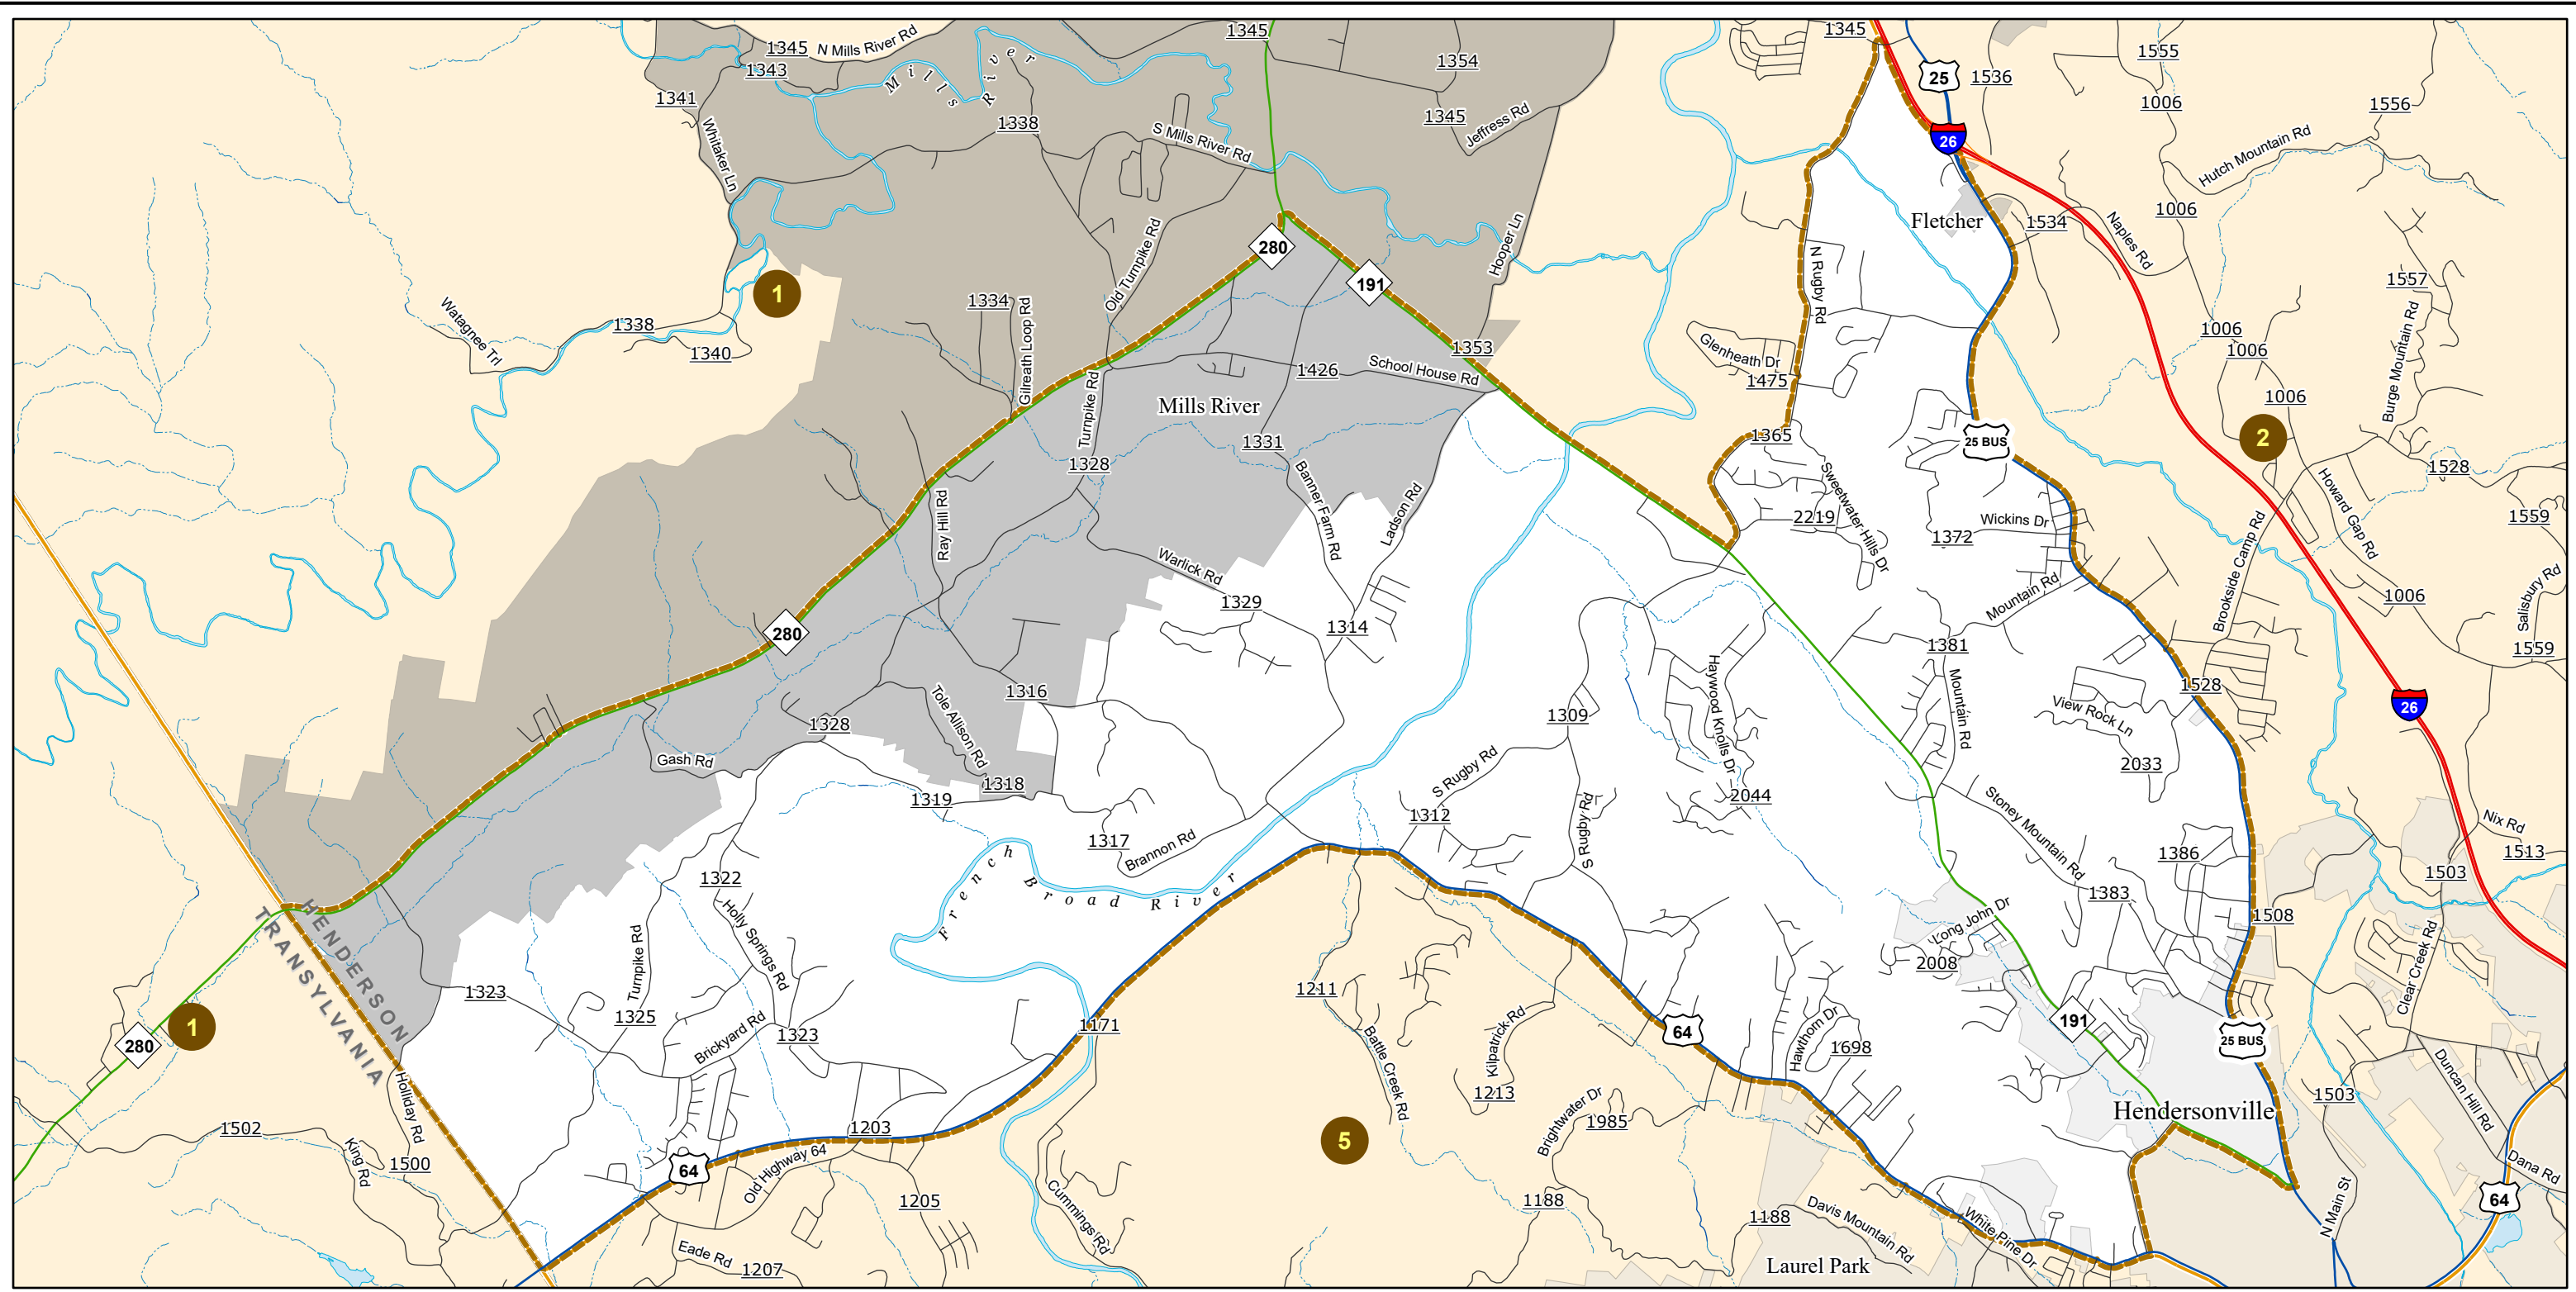 1345
N Mills River Rd
1343
Mills River
1345
1354
1345
25
1536
1555
1006
1556
1341
Whitaker Ln
1338
S Mills River Rd
1345
Jeffress Rd
26
Hutch Mountain Rd
1006
Fletcher
1534
Naples Rd
280
191
Hooper Ln
N Rugby Rd
1
1334
Gilreath Loop Rd
Old Turnpike Rd
1557
Watagnee Trl
1338
1340
1353
1426
School House Rd
Glenheath Dr
1475
1006
1006
1006
Burge Mountain Rd
Mills River
Turnpike Rd
1331
1328
1365
25 BUS
2
1528
Banner Farm Rd
Ladson Rd
Ray Hill Rd
Sweetwater Hills Dr
2219
Wickins Dr
1372
Howard Gap Rd
1559
Brookside Camp Rd
Warlick Rd
1329
1314
Mountain Rd
1006
Salisbury Rd
280
1381
1559
1316
Tole Allison Rd
1328
Gash Rd
1309
Haywood Knolls Dr
Mountain Rd
1528
View Rock Ln
2033
26
1318
1319
S Rugby Rd
2044
1312
S Rugby Rd
Stoney Mountain Rd
1317
Brannon Rd
French Broad River
Nix Rd
1513
1386
1503
1322
Holly Springs Rd
1383
1508
Long John Dr
2008
HENDERSON
TRANSYLVANIA
Turnpike Rd
1323
1325
Brickyard Rd
1323
1171
1211
Battle Creek Rd
Kilpatrick Rd
1213
64
Hawthorn Dr
1698
191
25 BUS
Clear Creek Rd
1
280
Holliday Rd
1502
King Rd
1500
1203
64
Old Highway 64
5
Brightwater Dr
1985
Hendersonville
1503
Duncan Hill Rd
Dana Rd
64
1205
Cummings Rd
1188
1188
Davis Mountain Rd
White Pine Dr
N Main St
Eade Rd
1207
Laurel Park